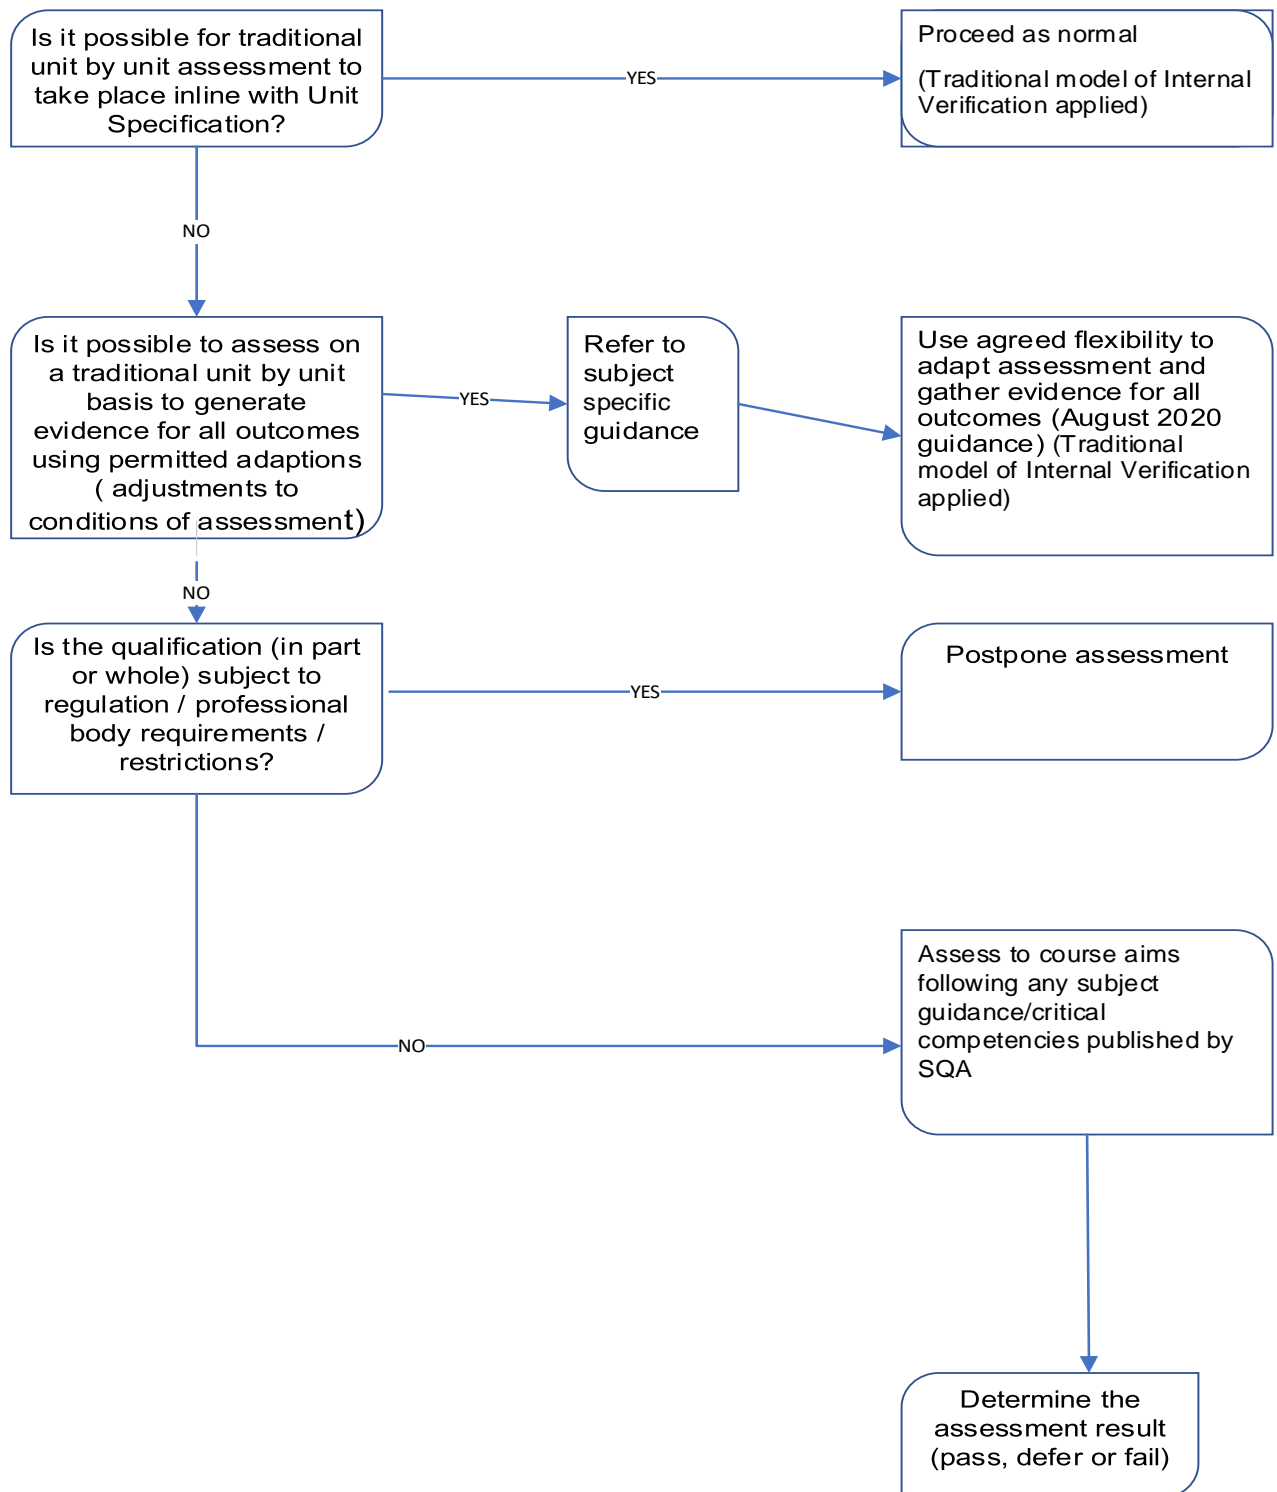 Is it possible for traditional
unit by unit assessment to
take place inline with Unit
Specification?
YES
Proceed as normal
(Traditional model of Internal
Verification applied)
NO
Is it possible to assess on
a traditional unit by unit
basis to generate
evidence for all outcomes
using permitted adaptions
( adjustments to
conditions of assessment)
YES
Refer to
subject
specific
guidance
Use agreed flexibility to
adapt assessment and
gather evidence for all
outcomes (August 2020
guidance) (Traditional
model of Internal Verification
applied)
NO
Is the qualification (in part
or whole) subject to
regulation / professional
body requirements /
restrictions?
YES
Postpone assessment
NO
Assess to course aims
following any subject
guidance/critical
competencies published by
SQA
Determine the
assessment result
(pass, defer or fail)